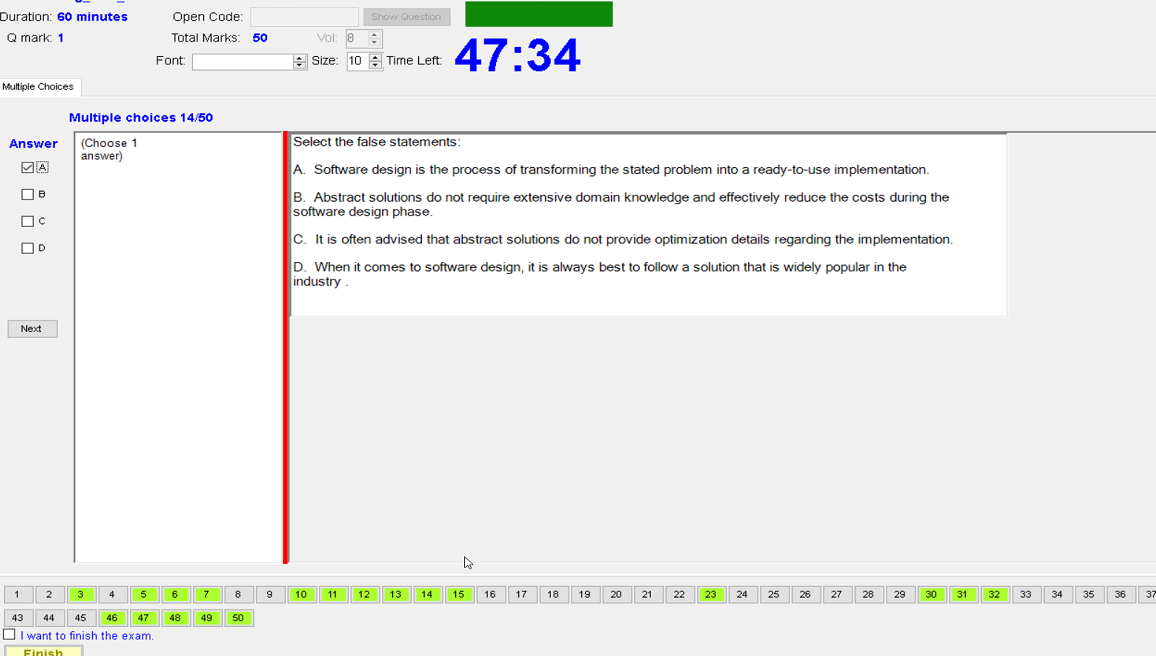 Duration: 60 minutes Open Code: Show Question
Q mark: 1 Total Marks: 50 Vol: 8
Font: Size: 10 Time Left: 47:34
Multiple Choices
Multiple choices 14/50
Answer
A
B
C
D
Next
(Choose 1
answer)
Select the false statements:
A. Software design is the process of transforming the stated problem into a ready-to-use implementation.
B. Abstract solutions do not require extensive domain knowledge and effectively reduce the costs during the
software design phase.
C. It is often advised that abstract solutions do not provide optimization details regarding the implementation.
D. When it comes to software design, it is always best to follow a solution that is widely popular in the
industry .
1 2 3 4 5 6 7 8 9 10 11 12 13 14 15 16 17 18 19 20 21 22 23 24 25 26 27 28 29 30 31 32 33 34 35 36 37
43 44 45 46 47 48 49 50
I want to finish the exam.
Finish